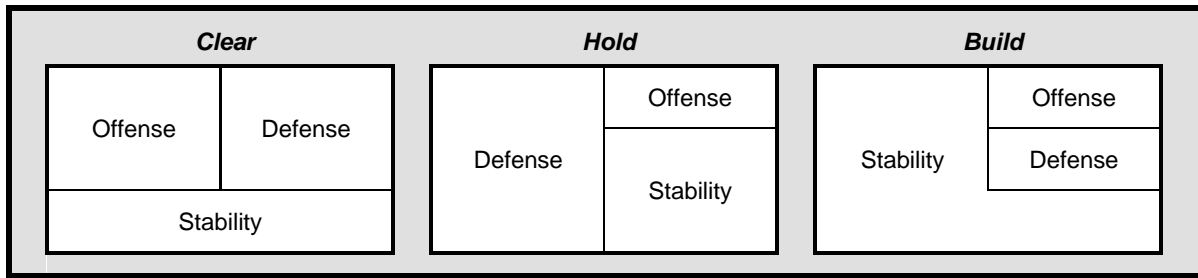 Clear
Offense
Defense
Stability
Hold
Defense
Offense
Stability
Build
Stability
Offense
Defense